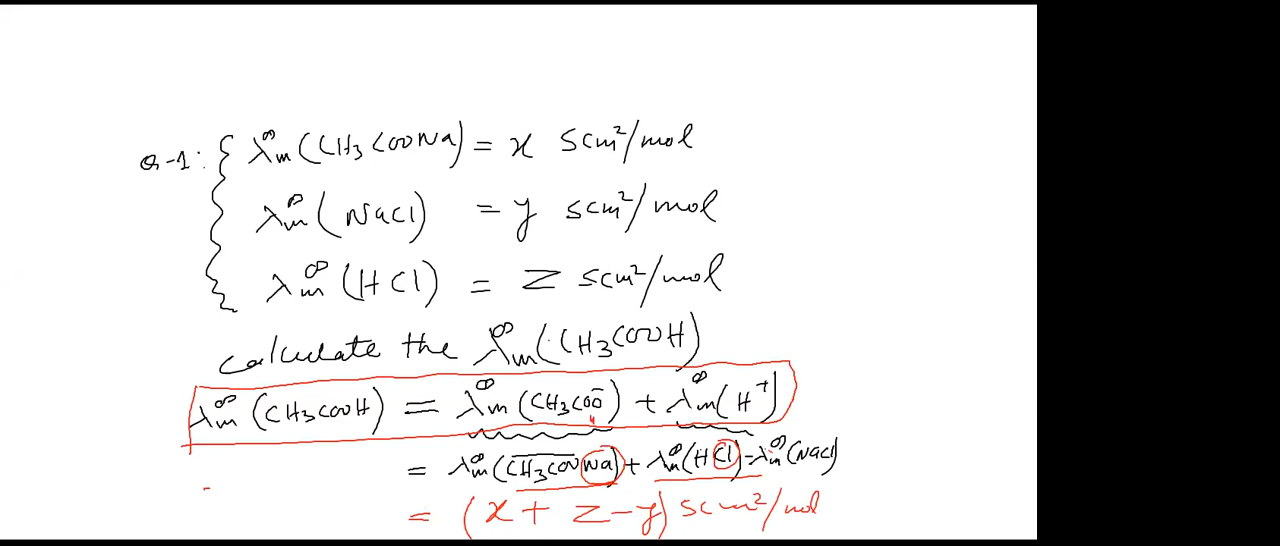 Q-1: { λ∞m (CH3COONa) = x Scm²/mol
λ∞m (NaCl) = y Scm²/mol
λ∞m (HCl) = z Scm²/mol
Calculate the λ∞m (CH3COOH)
λ∞m (CH3COOH) = λ∞m (CH3COO⁻) + λ∞m (H⁺)
= λ∞m (CH3COONa) + λ∞m (HCl) - λ∞m (NaCl)
= (x + z - y) Scm²/mol